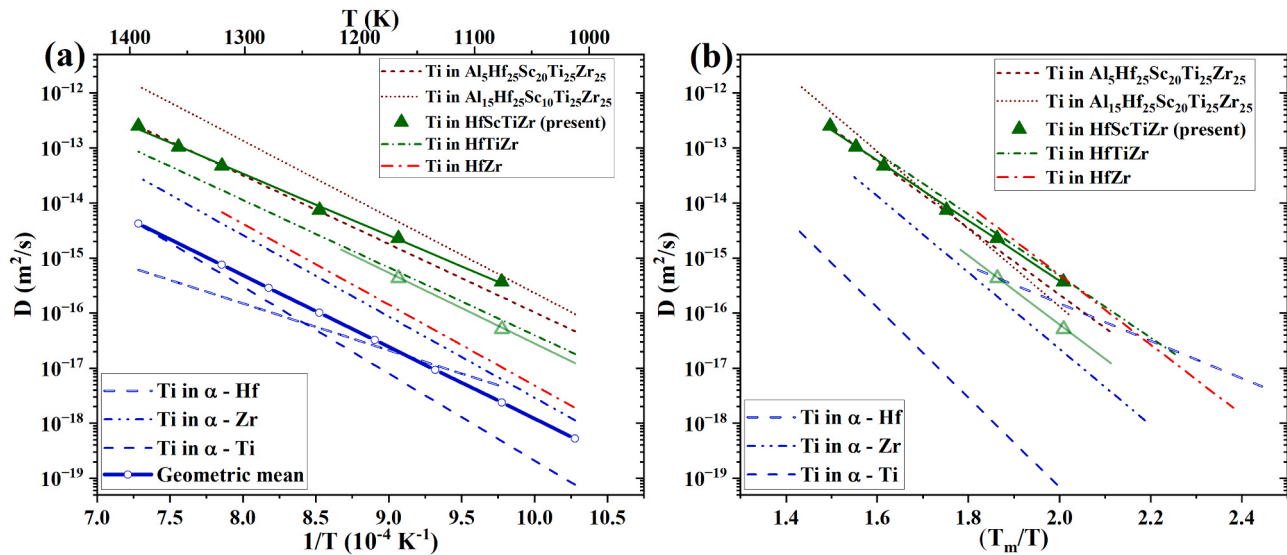 T (K)
1400 1300 1200 1100 1000
(a)
Ti in Al₅Hf₂₅Sc₂₀Ti₂₅Zr₂₅
Ti in Al₁₅Hf₂₅Sc₁₀Ti₂₅Zr₂₅
Ti in HfScTiZr (present)
Ti in HfTiZr
Ti in HfZr
D (m²/s)
10⁻¹²
10⁻¹³
10⁻¹⁴
10⁻¹⁵
10⁻¹⁶
10⁻¹⁷
10⁻¹⁸
10⁻¹⁹
Ti in α - Hf
Ti in α - Zr
Ti in α - Ti
Geometric mean
7.0 7.5 8.0 8.5 9.0 9.5 10.0 10.5
1/T (10⁻⁴ K⁻¹)
(b)
Ti in Al₅Hf₂₅Sc₂₀Ti₂₅Zr₂₅
Ti in Al₁₅Hf₂₅Sc₂₀Ti₂₅Zr₂₅
Ti in HfScTiZr (present)
Ti in HfTiZr
Ti in HfZr
D (m²/s)
10⁻¹²
10⁻¹³
10⁻¹⁴
10⁻¹⁵
10⁻¹⁶
10⁻¹⁷
10⁻¹⁸
10⁻¹⁹
Ti in α - Hf
Ti in α - Zr
Ti in α - Ti
1.4 1.6 1.8 2.0 2.2 2.4
(Tₘ/T)